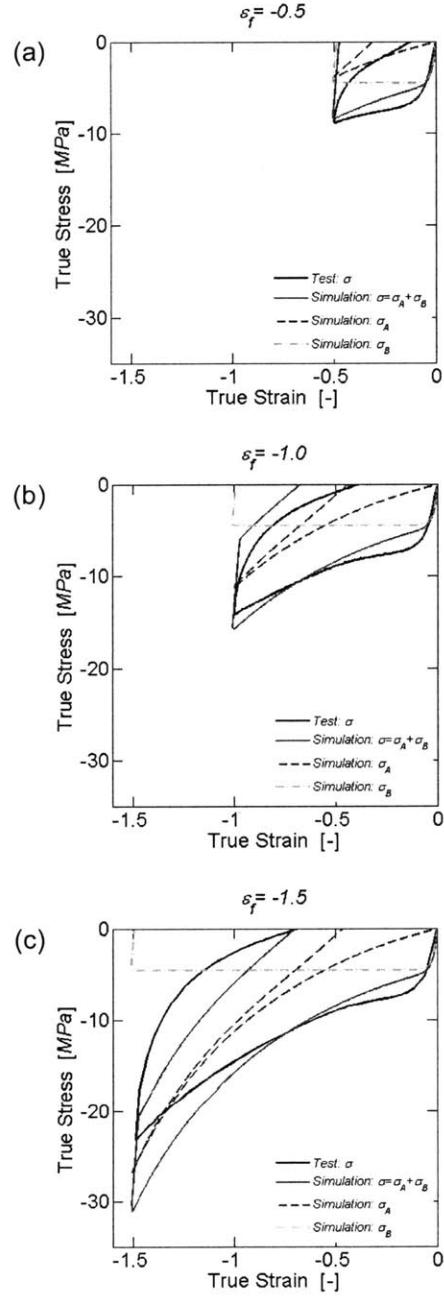 ε_f= -0.5
(a)
0
-10
-20
-30
True Stress [MPa]
Test: σ
Simulation: σ=σ_A+σ_B
Simulation: σ_A
Simulation: σ_B
-1.5 -1 -0.5 0
True Strain [-]
ε_f= -1.0
(b)
0
-10
-20
-30
True Stress [MPa]
Test: σ
Simulation: σ=σ_A+σ_B
Simulation: σ_A
Simulation: σ_B
-1.5 -1 -0.5 0
True Strain [-]
ε_f= -1.5
(c)
0
-10
-20
-30
True Stress [MPa]
Test: σ
Simulation: σ=σ_A+σ_B
Simulation: σ_A
Simulation: σ_B
-1.5 -1 -0.5 0
True Strain [-]